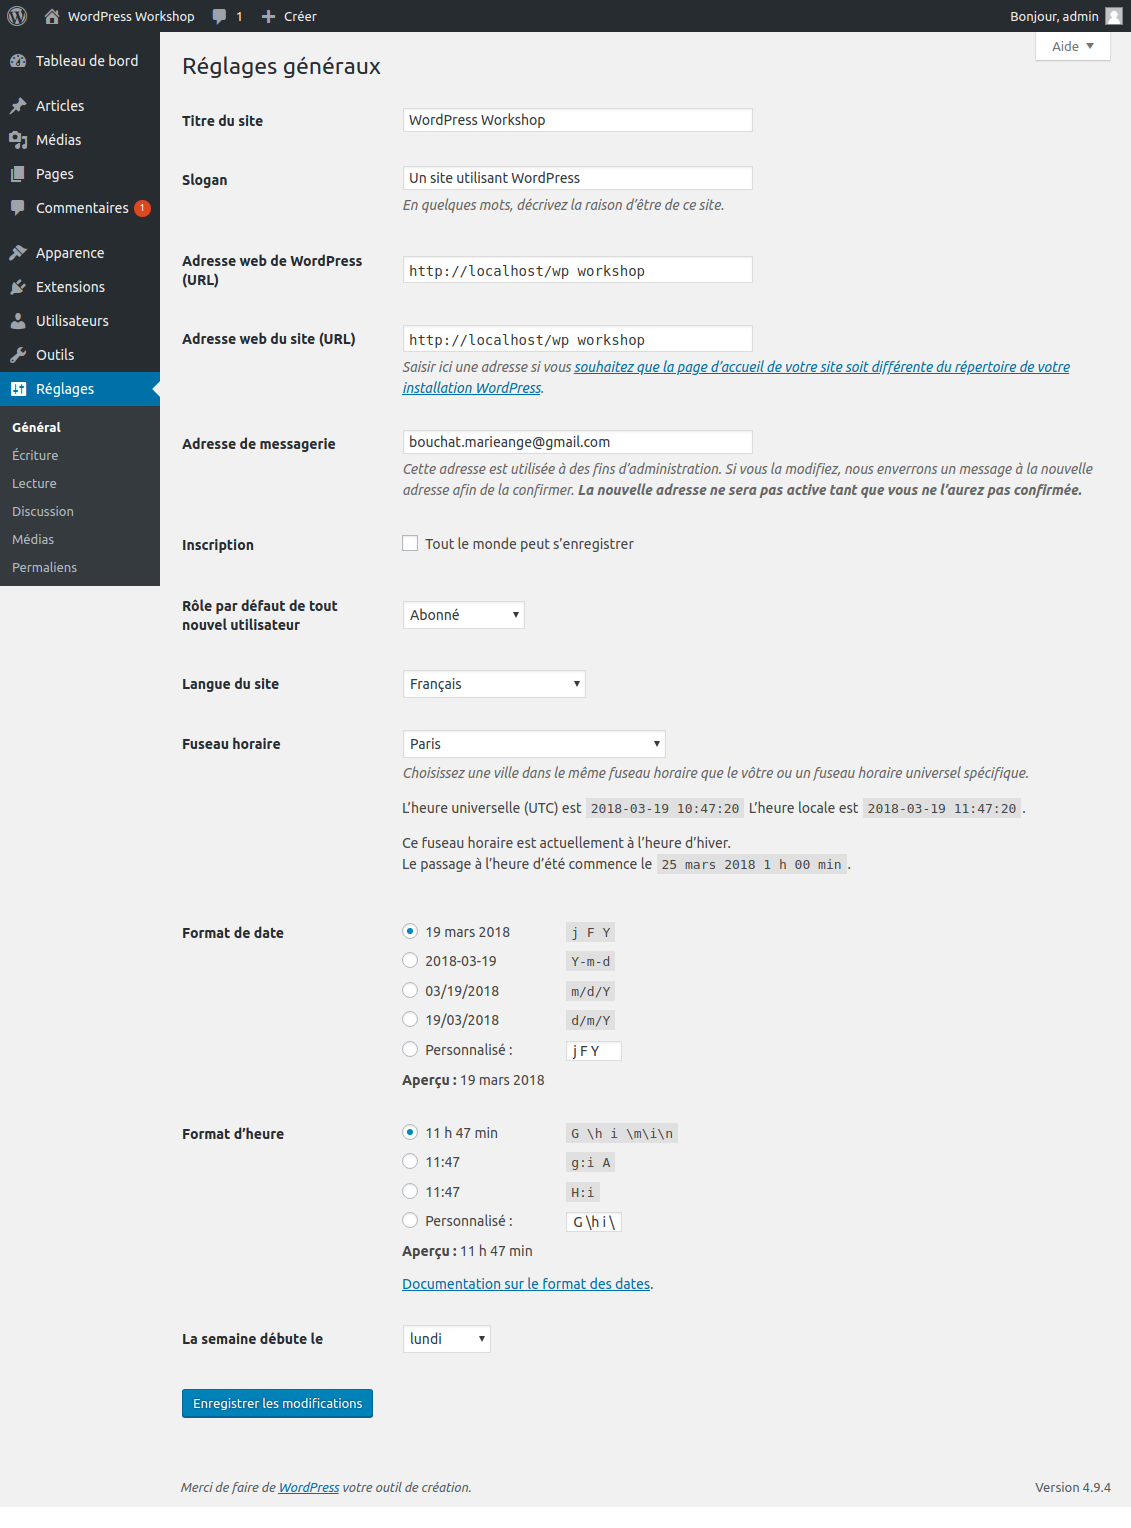 WordPress Workshop 1 Créer Bonjour, admin
Aide
Tableau de bord
Articles
Médias
Pages
Commentaires 1
Apparence
Extensions
Utilisateurs
Outils
Réglages
Général
Écriture
Lecture
Discussion
Médias
Permaliens
Réglages généraux
Titre du site WordPress Workshop
Slogan Un site utilisant WordPress
En quelques mots, décrivez la raison d’être de ce site.
Adresse web de WordPress
(URL)
http://localhost/wp_workshop
Adresse web du site (URL) http://localhost/wp_workshop
Saisir ici une adresse si vous souhaitez que la page d’accueil de votre site soit différente du répertoire de votre
installation WordPress.
Adresse de messagerie bouchat.marieange@gmail.com
Cette adresse est utilisée à des fins d’administration. Si vous la modifiez, nous enverrons un message à la nouvelle
adresse afin de la confirmer. La nouvelle adresse ne sera pas active tant que vous ne l’aurez pas confirmée.
Inscription Tout le monde peut s’enregistrer
Rôle par défaut de tout
nouvel utilisateur
Abonné
Langue du site Français
Fuseau horaire Paris
Choisissez une ville dans le même fuseau horaire que le vôtre ou un fuseau horaire universel spécifique.
L’heure universelle (UTC) est 2018-03-19 10:47:20 L’heure locale est 2018-03-19 11:47:20 .
Ce fuseau horaire est actuellement à l’heure d’hiver.
Le passage à l’heure d’été commence le 25 mars 2018 1 h 00 min .
Format de date 19 mars 2018 j F Y
2018-03-19 Y-m-d
03/19/2018 m/d/Y
19/03/2018 d/m/Y
Personnalisé : j F Y
Aperçu : 19 mars 2018
Format d’heure 11 h 47 min G \h i \m\i\n
11:47 g:i A
11:47 H:i
Personnalisé : G \h i \
Aperçu : 11 h 47 min
Documentation sur le format des dates.
La semaine débute le lundi
Enregistrer les modifications
Merci de faire de WordPress votre outil de création. Version 4.9.4